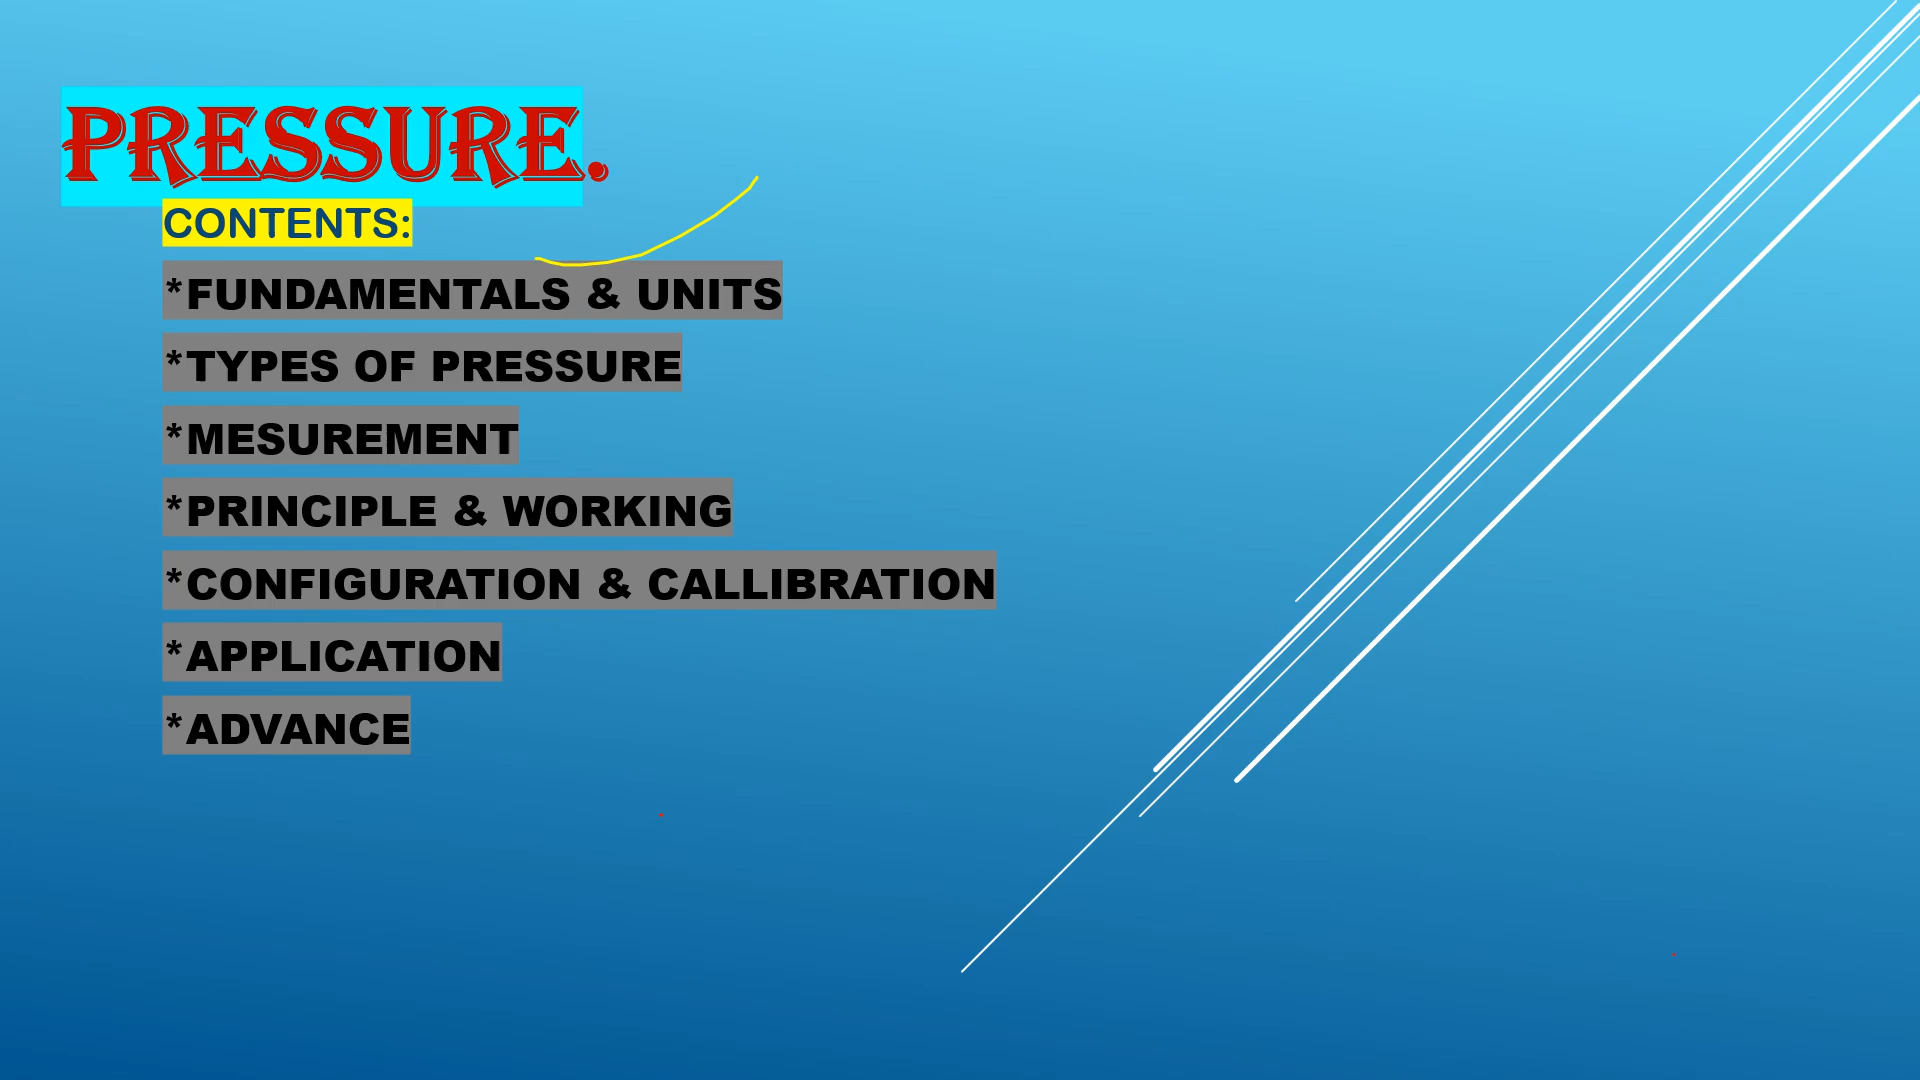 PRESSURE.
CONTENTS:
*FUNDAMENTALS & UNITS
*TYPES OF PRESSURE
*MESUREMENT
*PRINCIPLE & WORKING
*CONFIGURATION & CALLIBRATION
*APPLICATION
*ADVANCE